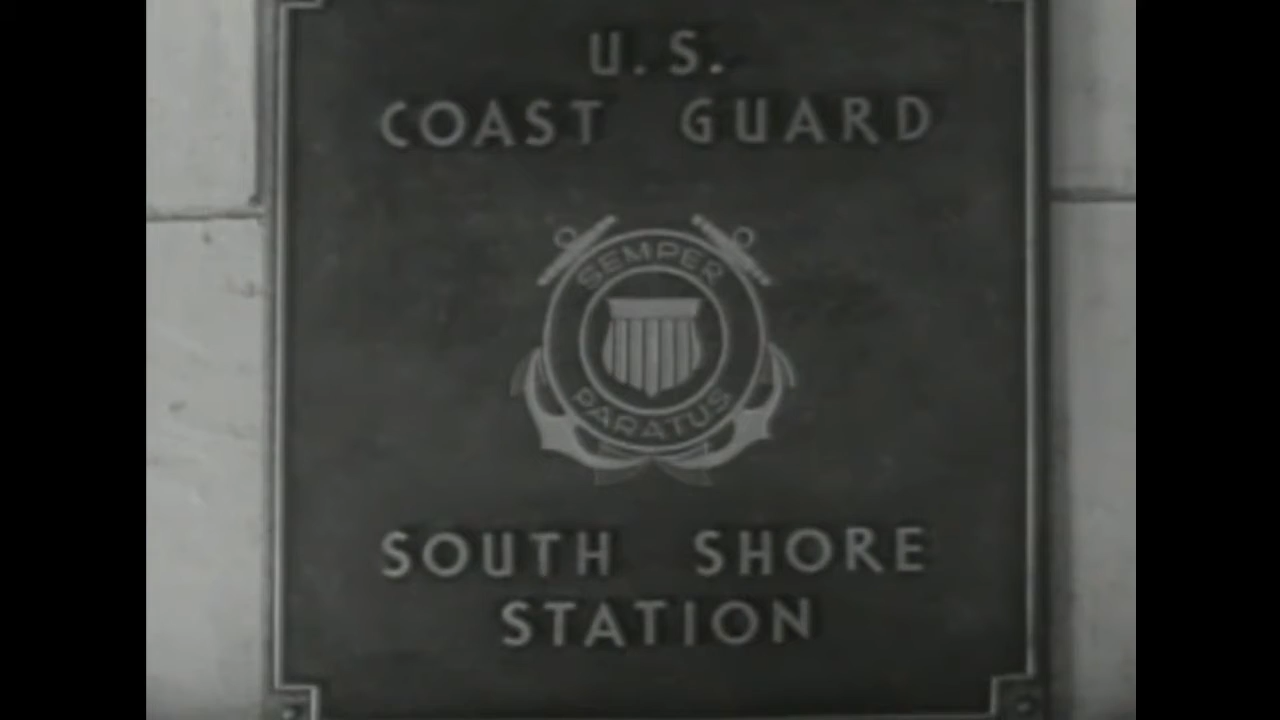 U.S.
COAST GUARD
SEMPER
PARATUS
SOUTH SHORE
STATION